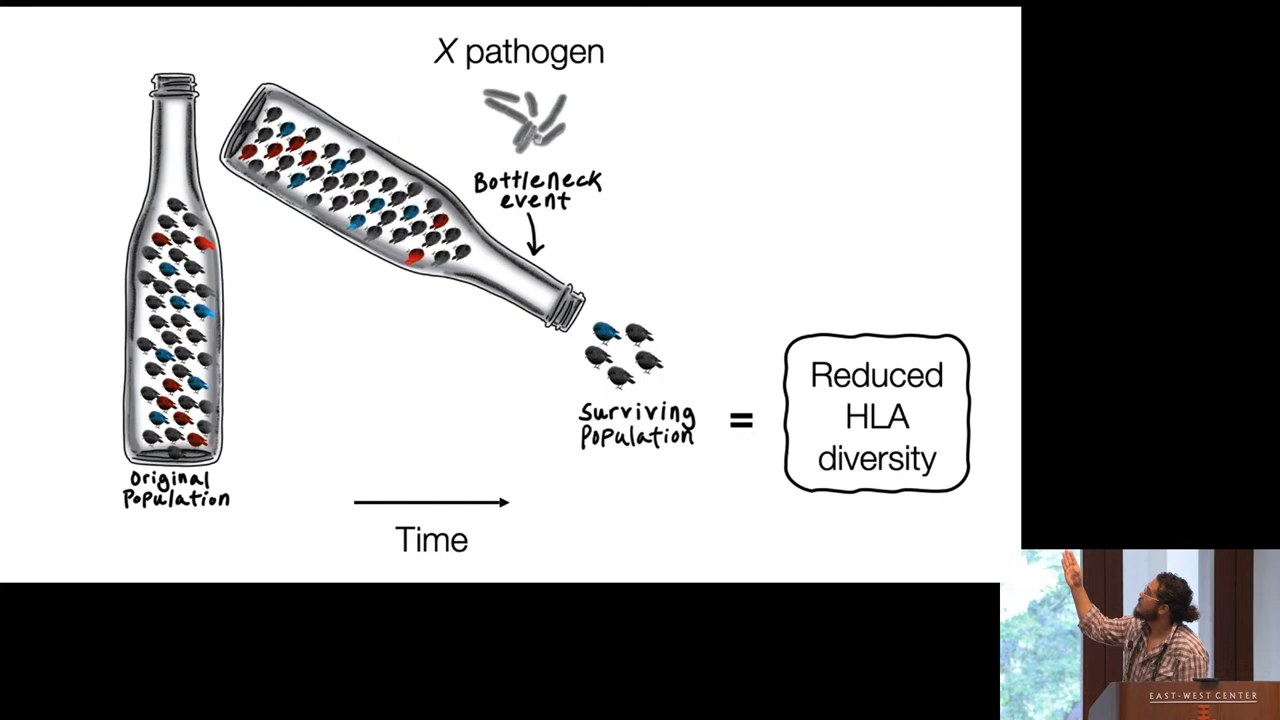 X pathogen
Bottleneck
event
Original
Population
Time
Surviving
Population
=
Reduced
HLA
diversity
EAST-WEST CENTER